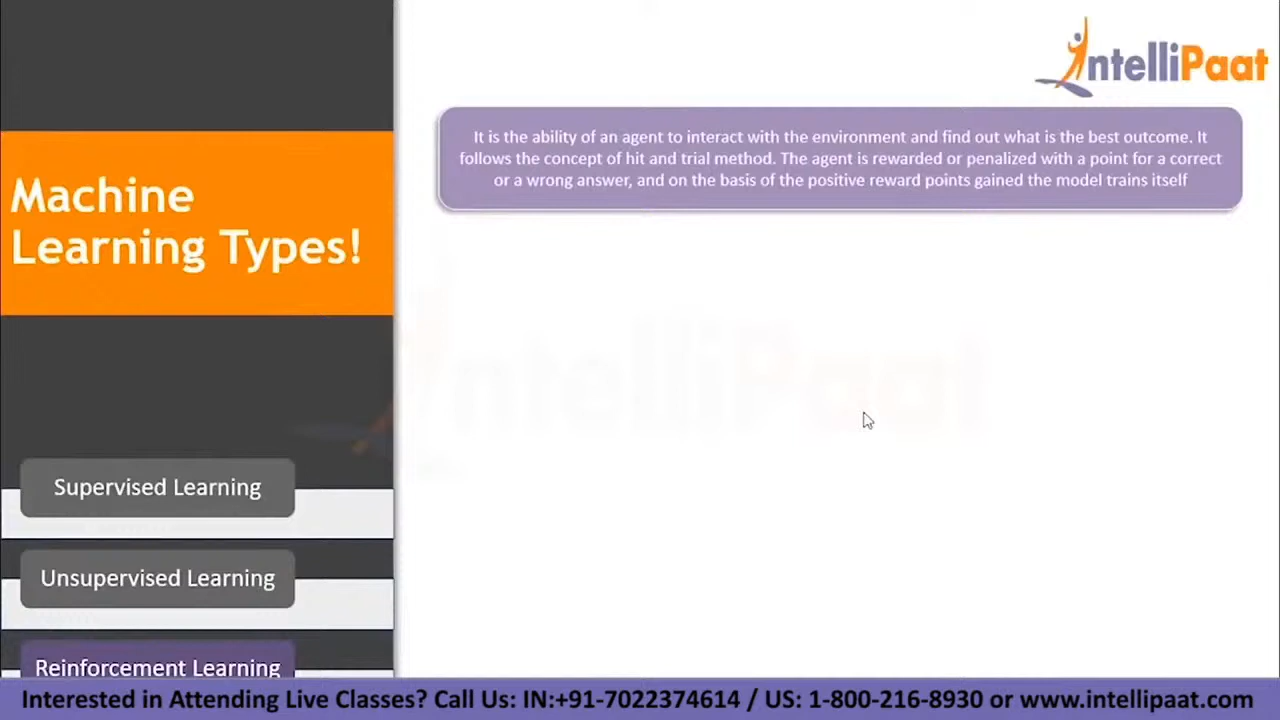 IntelliPaat
It is the ability of an agent to interact with the environment and find out what is the best outcome. It
follows the concept of hit and trial method. The agent is rewarded or penalized with a point for a correct
or a wrong answer, and on the basis of the positive reward points gained the model trains itself
Machine
Learning Types!
IntelliPaat
Supervised Learning
Unsupervised Learning
Reinforcement Learning
Interested in Attending Live Classes? Call Us: IN:+91-7022374614 / US: 1-800-216-8930 or www.intellipaat.com